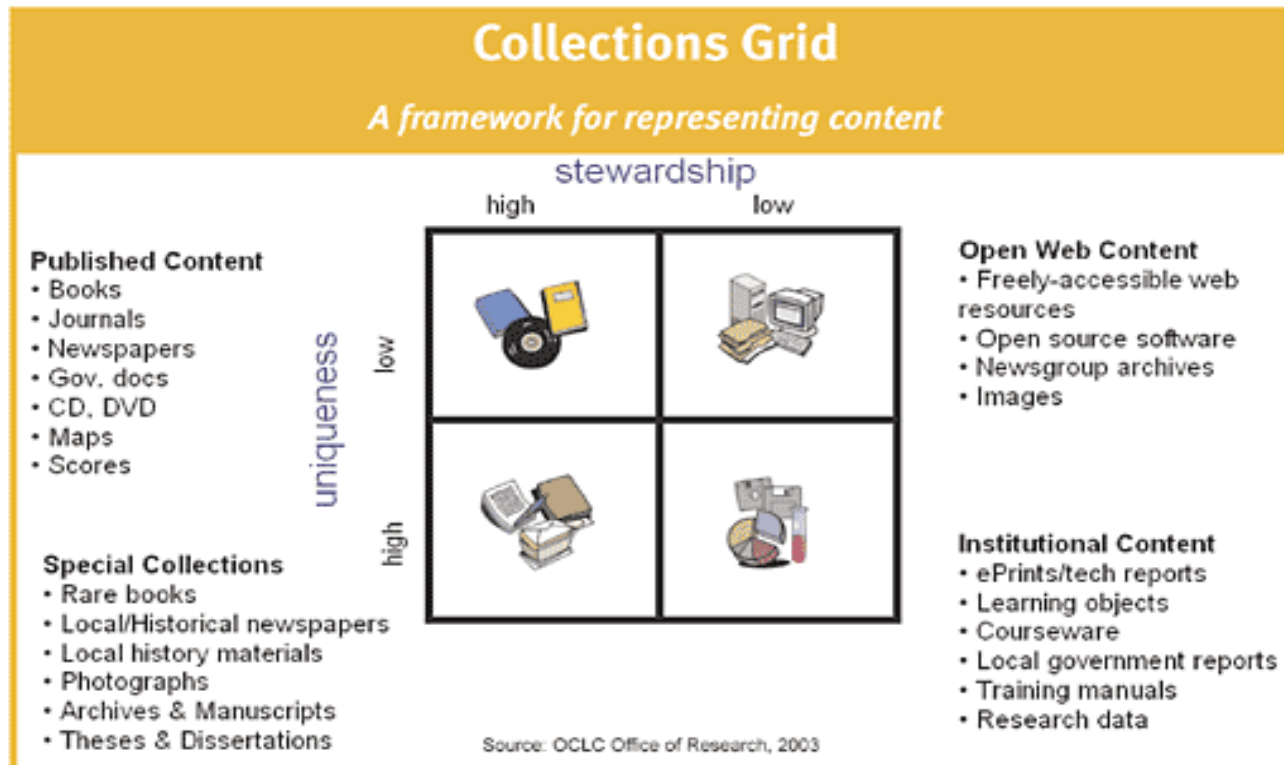 Collections Grid
A framework for representing content
stewardship
high low
uniqueness
low
high
Published Content
• Books
• Journals
• Newspapers
• Gov. docs
• CD, DVD
• Maps
• Scores
Open Web Content
• Freely-accessible web
resources
• Open source software
• Newsgroup archives
• Images
Special Collections
• Rare books
• Local/Historical newspapers
• Local history materials
• Photographs
• Archives & Manuscripts
• Theses & Dissertations
Institutional Content
• ePrints/tech reports
• Learning objects
• Courseware
• Local government reports
• Training manuals
• Research data
Source: OCLC Office of Research, 2003